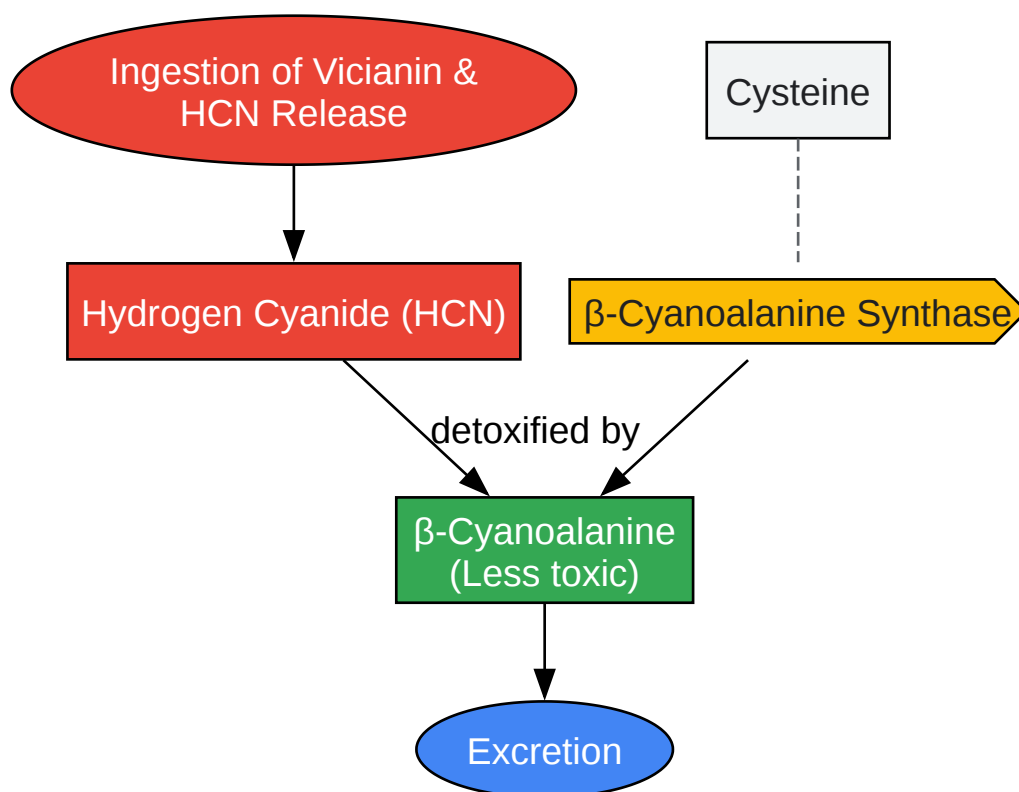 Ingestion of Vicianin &
HCN Release
Cysteine
Hydrogen Cyanide (HCN)
β-Cyanoalanine Synthase
detoxified by
β-Cyanoalanine
(Less toxic)
Excretion